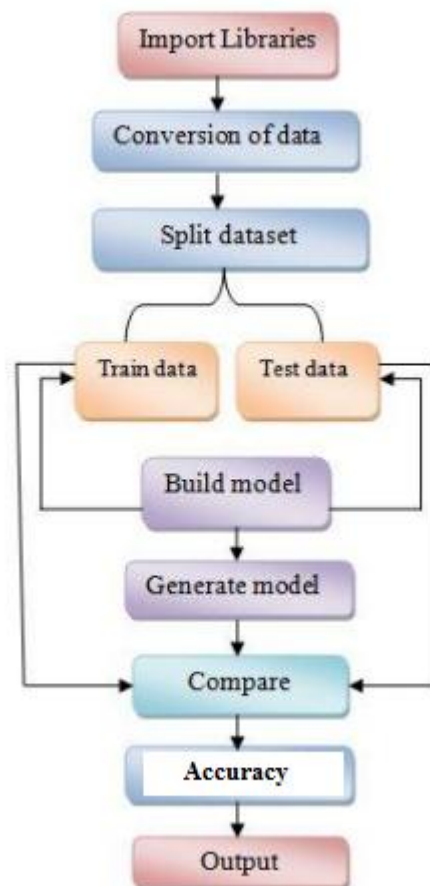 Import Libraries
Conversion of data
Split dataset
Train data
Test data
Build model
Generate model
Compare
Accuracy
Output